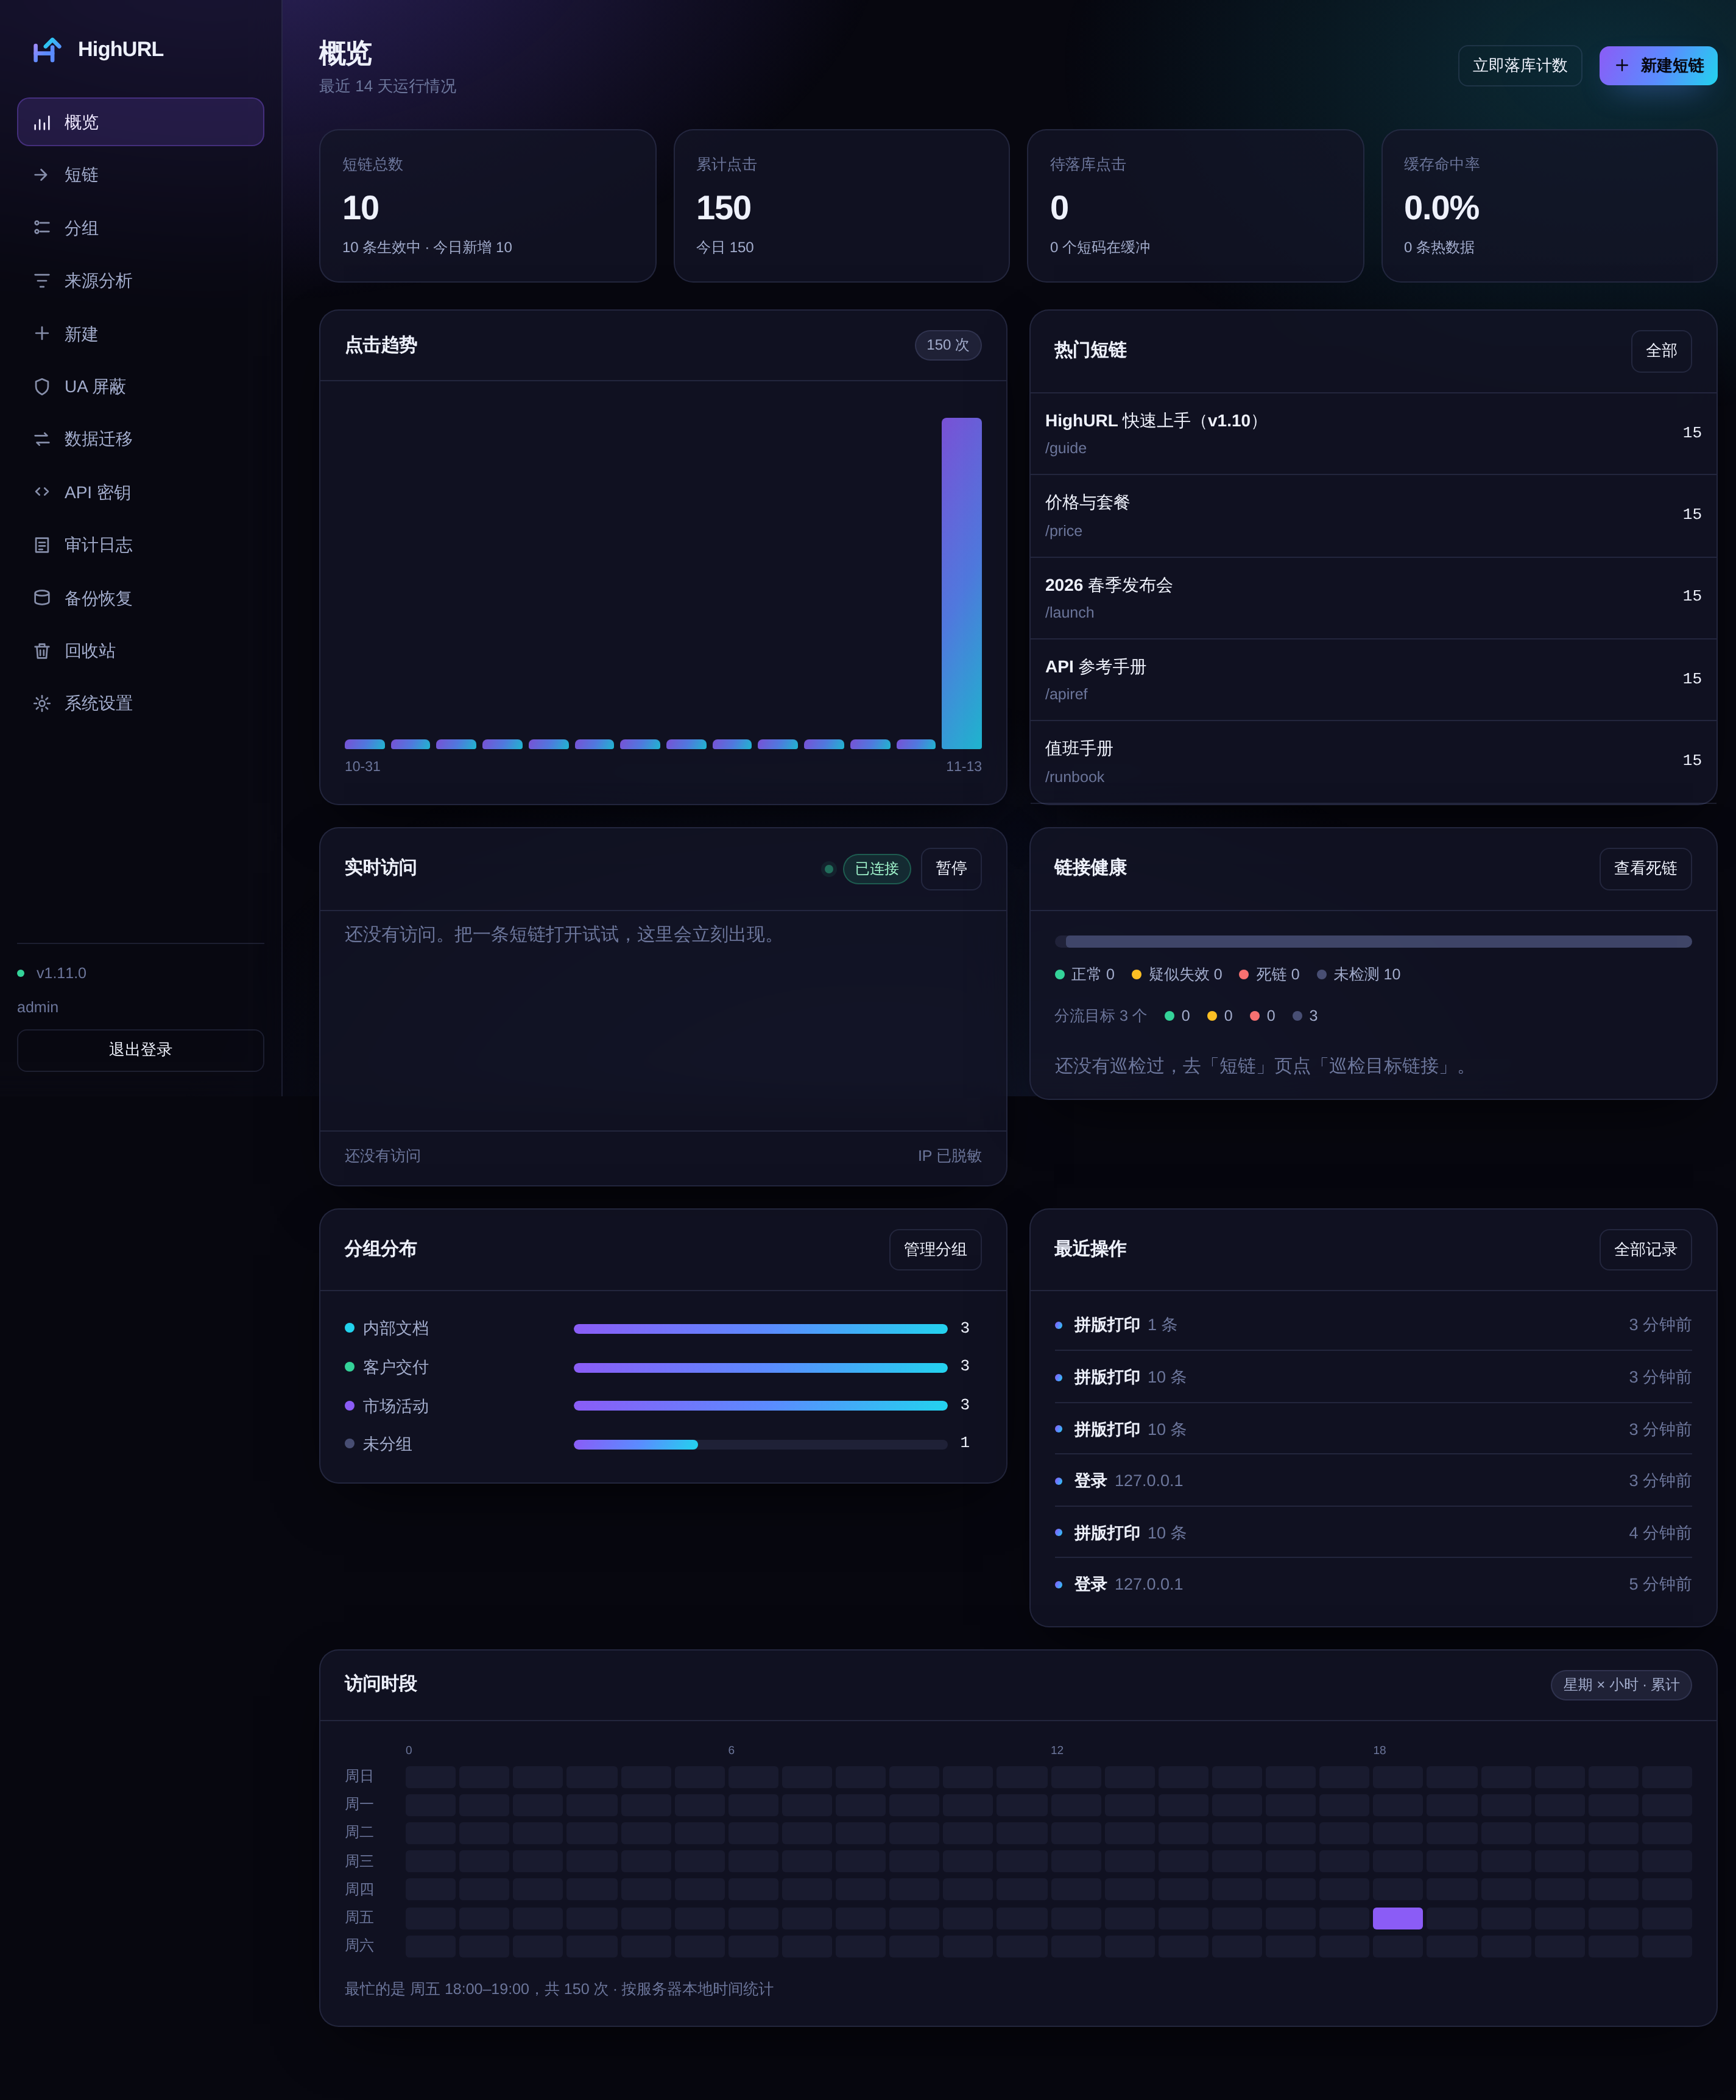 HighURL
概览
短链
分组
来源分析
新建
UA 屏蔽
数据迁移
API 密钥
审计日志
备份恢复
回收站
系统设置
v1.11.0
admin
退出登录
概览
最近 14 天运行情况
立即落库计数
新建短链
短链总数
10
10 条生效中 · 今日新增 10
累计点击
150
今日 150
待落库点击
0
0 个短码在缓冲
缓存命中率
0.0%
0 条热数据
点击趋势
150 次
10-31
11-13
热门短链
全部
HighURL 快速上手（v1.10）
/guide
15
价格与套餐
/price
15
2026 春季发布会
/launch
15
API 参考手册
/apiref
15
值班手册
/runbook
15
实时访问
已连接
暂停
还没有访问。把一条短链打开试试，这里会立刻出现。
还没有访问
IP 已脱敏
链接健康
查看死链
正常 0
疑似失效 0
死链 0
未检测 10
分流目标 3 个
0
0
0
3
还没有巡检过，去「短链」页点「巡检目标链接」。
分组分布
管理分组
内部文档
3
客户交付
3
市场活动
3
未分组
1
最近操作
全部记录
拼版打印 1 条
3 分钟前
拼版打印 10 条
3 分钟前
拼版打印 10 条
3 分钟前
登录 127.0.0.1
3 分钟前
拼版打印 10 条
4 分钟前
登录 127.0.0.1
5 分钟前
访问时段
星期 × 小时 · 累计
0
6
12
18
周日
周一
周二
周三
周四
周五
周六
最忙的是 周五 18:00–19:00，共 150 次 · 按服务器本地时间统计